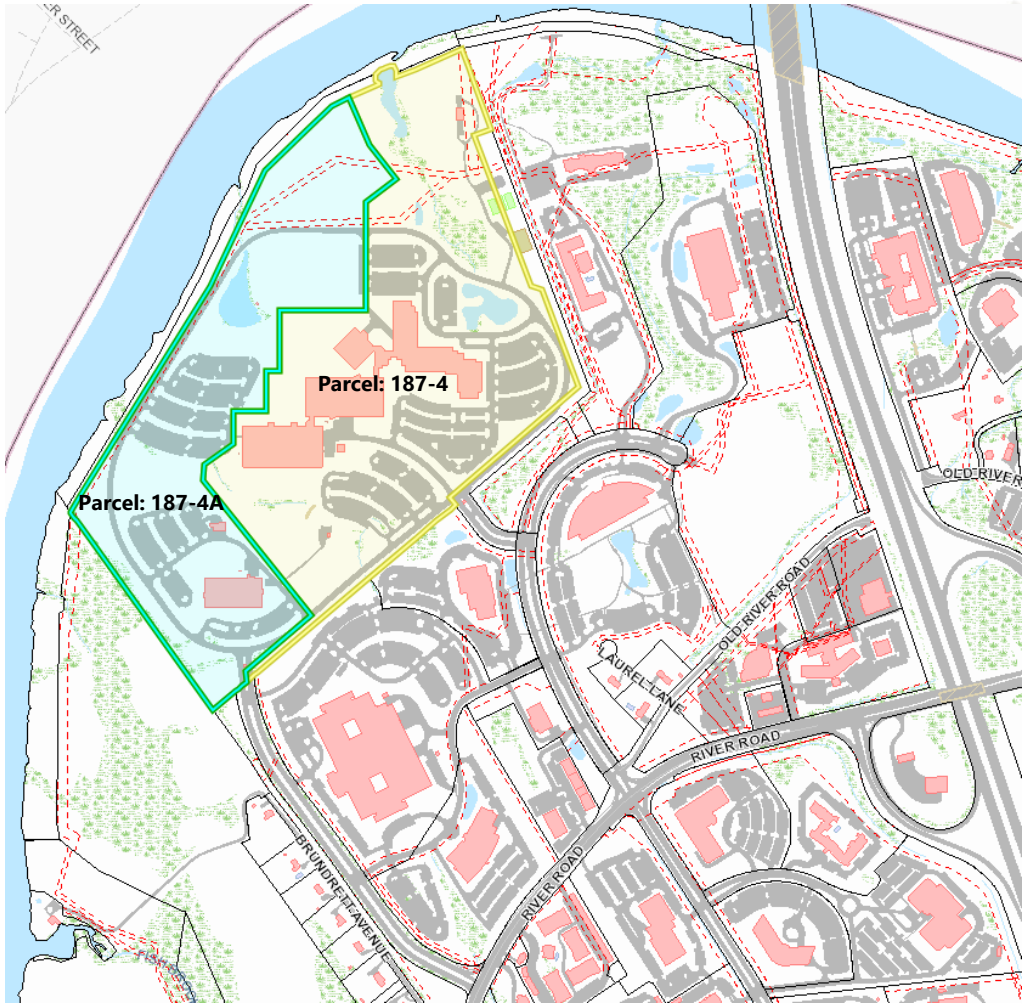 ER STREET
Parcel: 187-4
Parcel: 187-4A
OLD RIVER
OLD RIVER ROAD
LAUREL LANE
RIVER ROAD
BRUNDRETT AVENUE
RIVER ROAD